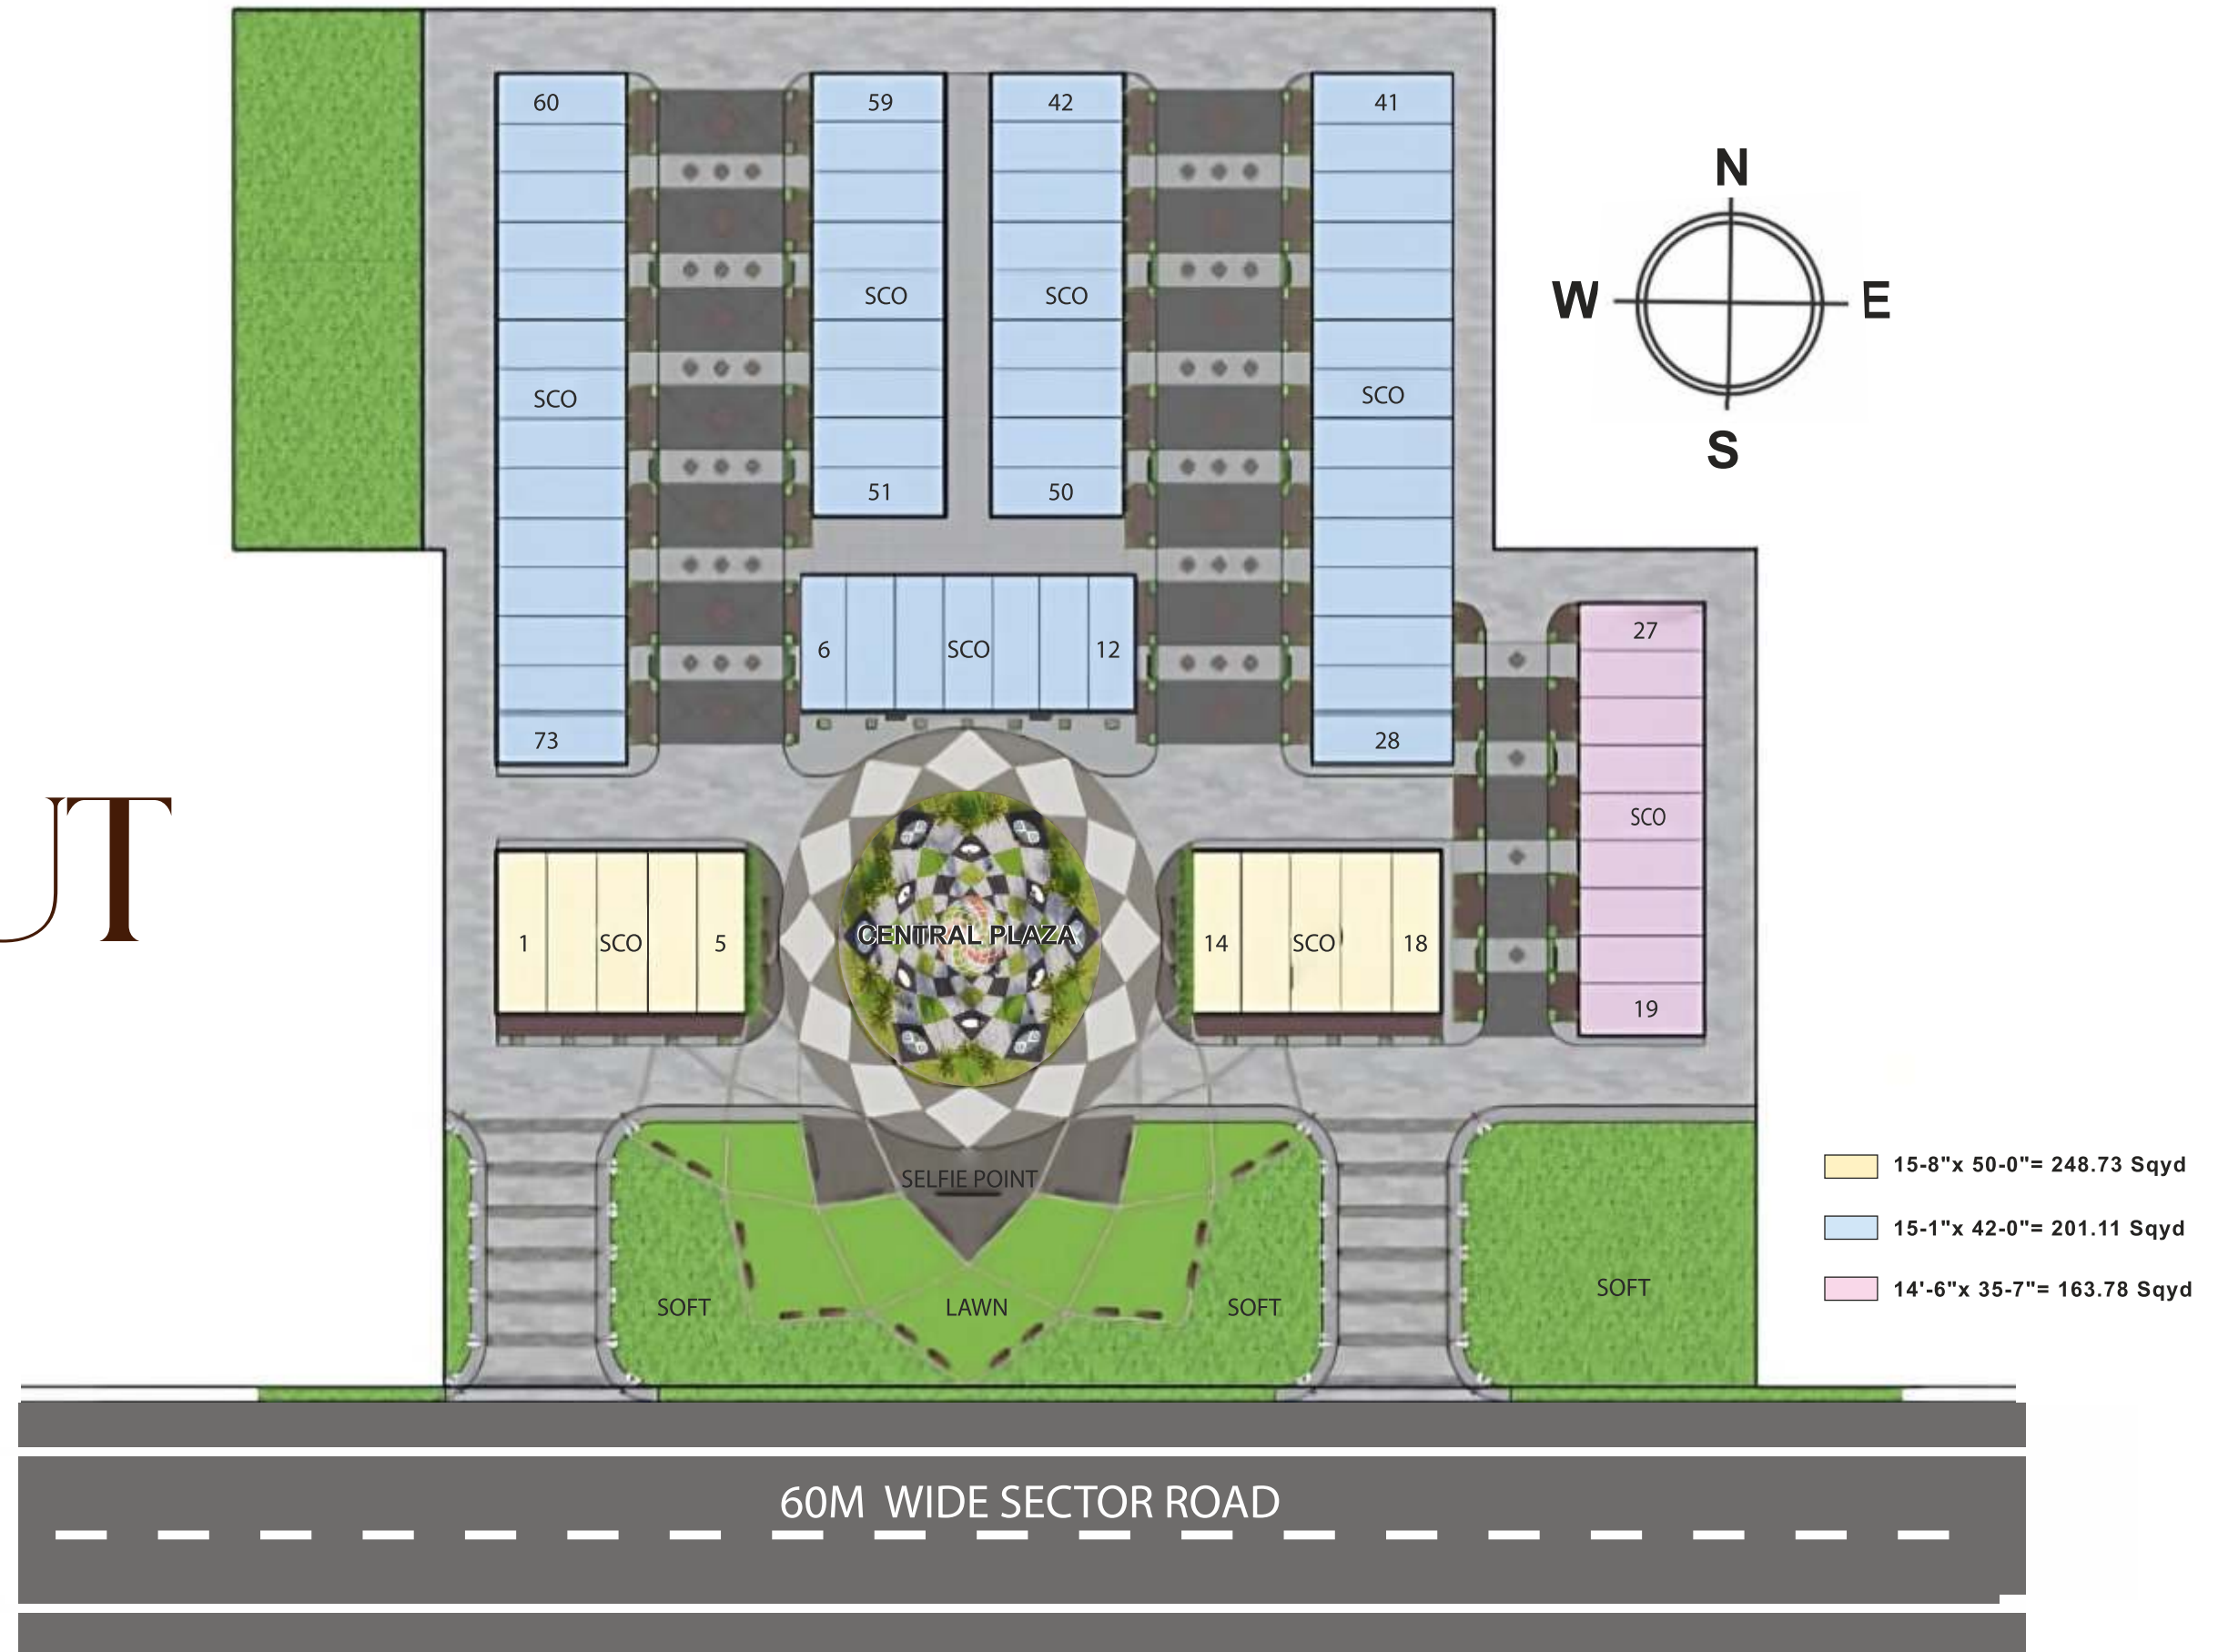 60
59
42
41
N
W
E
S
SCO
SCO
SCO
SCO
51
50
6
SCO
12
27
73
28
SCO
UT
1
SCO
5
CENTRAL PLAZA
14
SCO
18
19
SELFIE POINT
15-8"x 50-0"= 248.73 Sqyd
15-1"x 42-0"= 201.11 Sqyd
14'-6"x 35-7"= 163.78 Sqyd
SOFT
LAWN
SOFT
SOFT
60M WIDE SECTOR ROAD